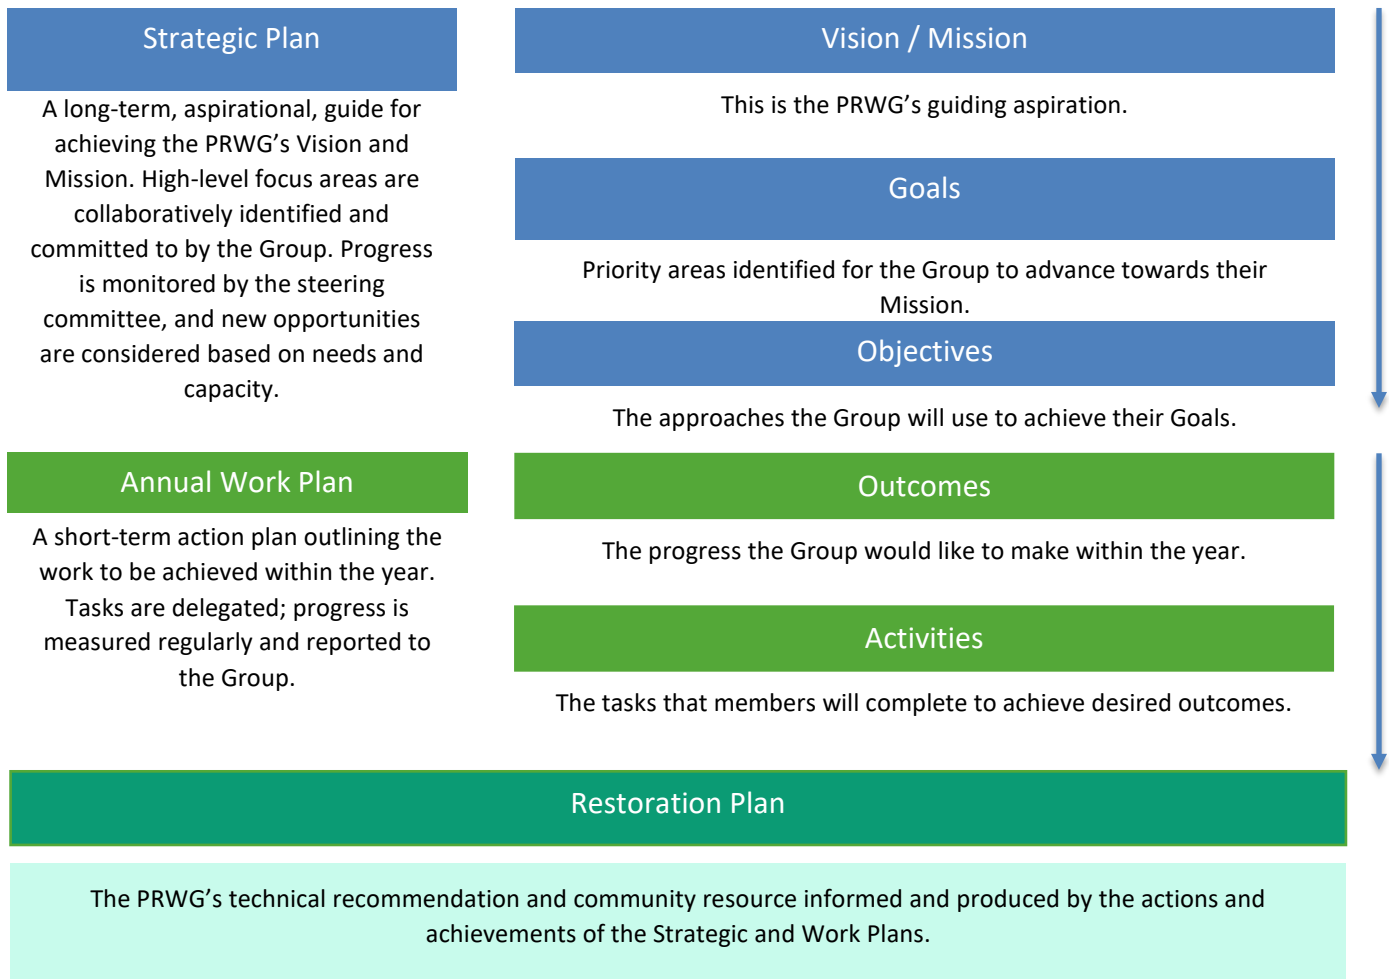 Strategic Plan
A long-term, aspirational, guide for
achieving the PRWG’s Vision and
Mission. High-level focus areas are
collaboratively identified and
committed to by the Group. Progress
is monitored by the steering
committee, and new opportunities
are considered based on needs and
capacity.
Vision / Mission
This is the PRWG’s guiding aspiration.
Goals
Priority areas identified for the Group to advance towards their
Mission.
Objectives
The approaches the Group will use to achieve their Goals.
Annual Work Plan
A short-term action plan outlining the
work to be achieved within the year.
Tasks are delegated; progress is
measured regularly and reported to
the Group.
Outcomes
The progress the Group would like to make within the year.
Activities
The tasks that members will complete to achieve desired outcomes.
Restoration Plan
The PRWG’s technical recommendation and community resource informed and produced by the actions and
achievements of the Strategic and Work Plans.